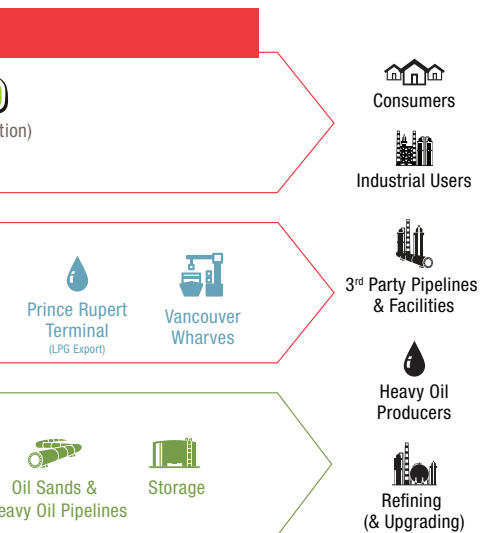 Consumers
Industrial Users
3rd Party Pipelines
& Facilities
Heavy Oil
Producers
Refining
(& Upgrading)
Prince Rupert
Terminal
(LPG Export)
Vancouver
Wharves
Oil Sands &
eavy Oil Pipelines
Storage
tion)